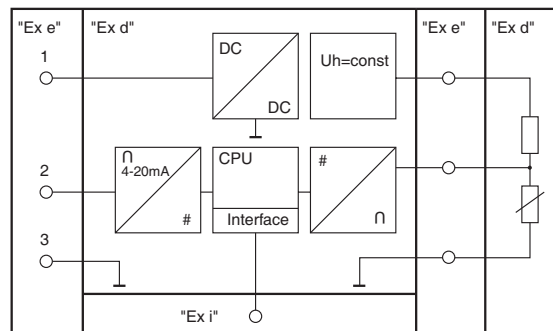 "Ex e" "Ex d" "Ex e" "Ex d"
1
DC
DC
Uh=const
2
∩
4-20mA
#
CPU
Interface
#
∩
3
"Ex i"